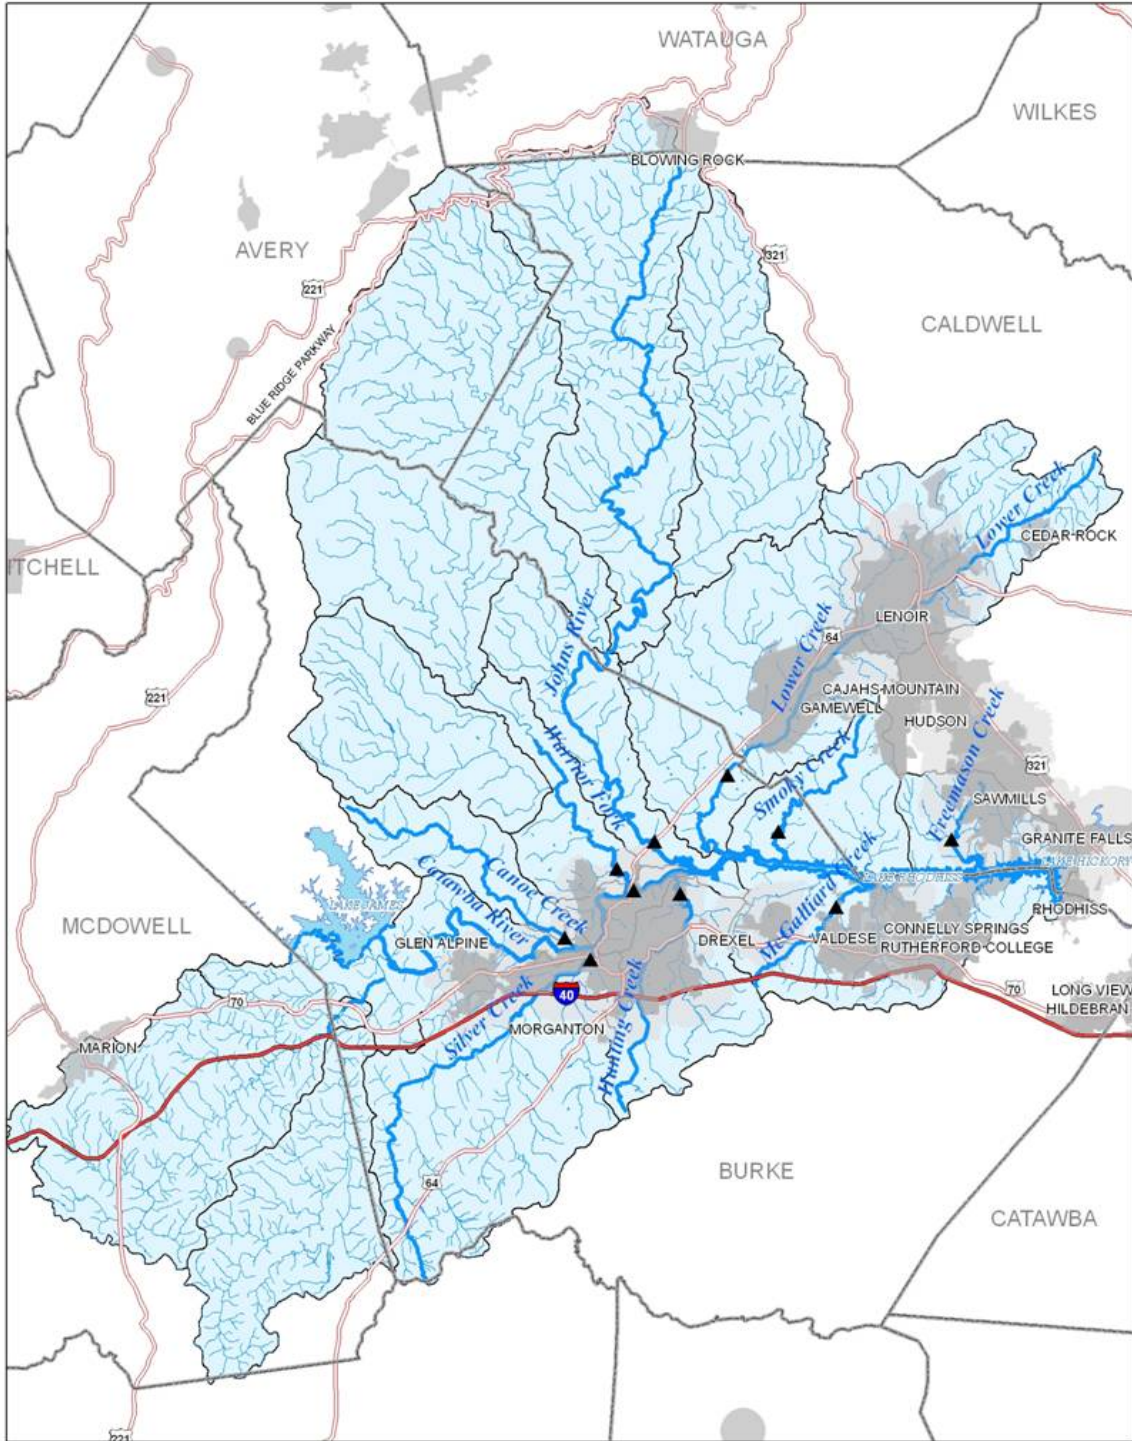 WATAUGA
WILKES
BLOWING ROCK
AVERY
321
221
CALDWELL
BLUE RIDGE PARKWAY
Lower Creek
CEDAR ROCK
ITCHELL
LENOIR
Lower Creek
64
Johns River
CAJAHS MOUNTAIN
GAMEWELL
HUDSON
221
Freemason Creek
Warrior Fork
Smoky Creek
321
SAWMILLS
GRANITE FALLS
LAKE HICKORY
LAKE RHODHISS
McGalliard Creek
Canoe Creek
Catawba River
LAKE JAMES
RHODHISS
MCDOWELL
GLEN ALPINE
DREXEL
VALDESE
CONNELLY SPRINGS
RUTHERFORD COLLEGE
70
40
70
LONG VIEW
HILDEBRAN
Silver Creek
MORGANTON
Hunting Creek
MARION
BURKE
64
CATAWBA
221